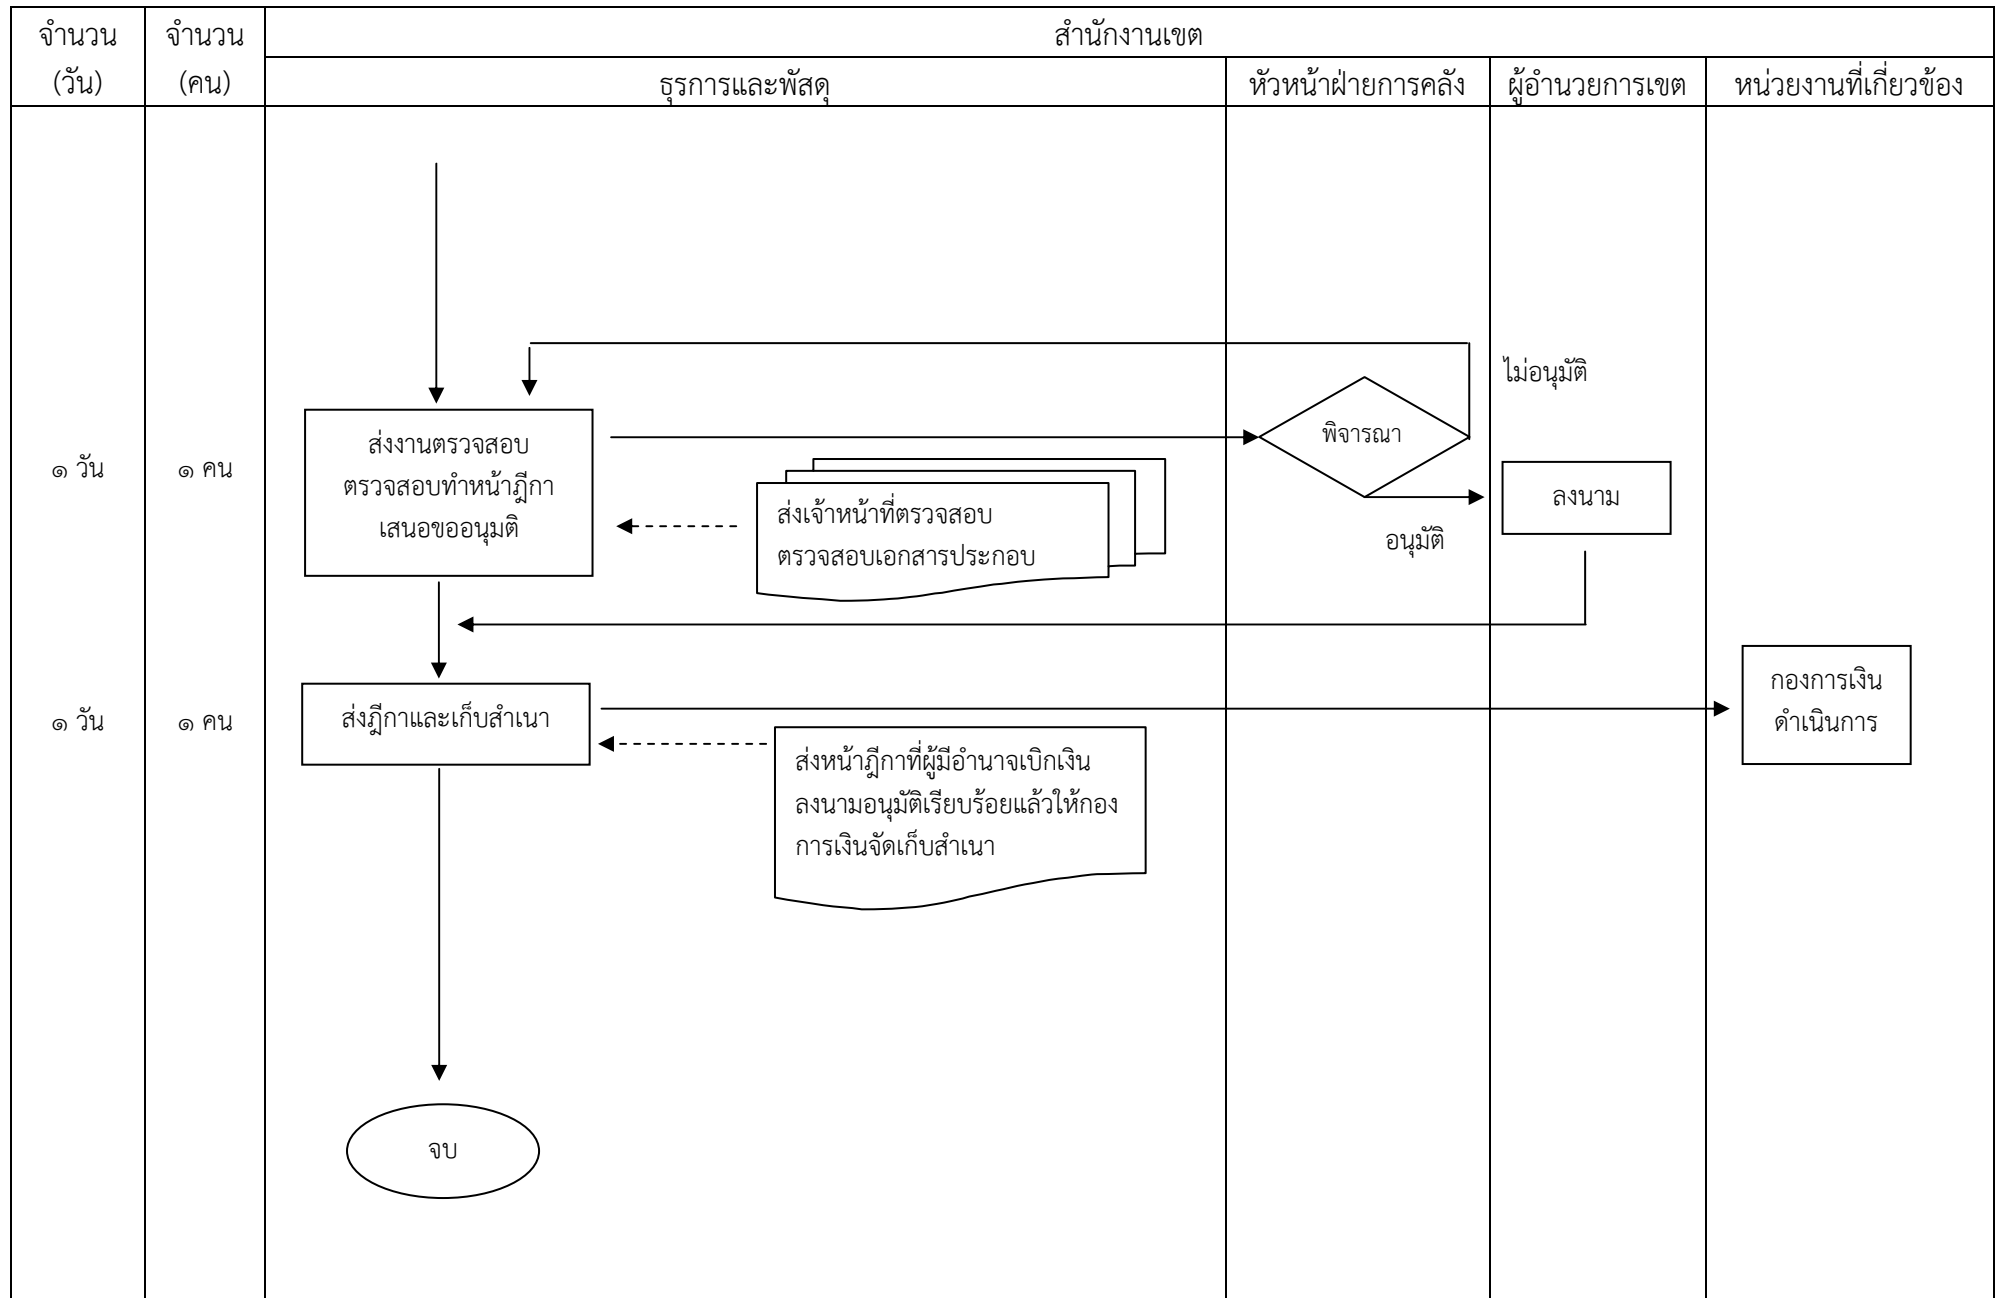 จำนวน
(วัน)
จำนวน
(คน)
สำนักงานเขต
ธุรการและพัสดุ
หัวหน้าฝ่ายการคลัง
ผู้อำนวยการเขต
หน่วยงานที่เกี่ยวข้อง
ไม่อนุมัติ
๑ วัน
๑ คน
ส่งงานตรวจสอบ
ตรวจสอบทำหน้าฎีกา
เสนอขออนุมติ
พิจารณา
ส่งเจ้าหน้าที่ตรวจสอบ
ตรวจสอบเอกสารประกอบ
ลงนาม
อนุมัติ
๑ วัน
๑ คน
ส่งฎีกาและเก็บสำเนา
กองการเงิน
ดำเนินการ
ส่งหน้าฎีกาที่ผู้มีอำนาจเบิกเงิน
ลงนามอนุมัติเรียบร้อยแล้วให้กอง
การเงินจัดเก็บสำเนา
จบ